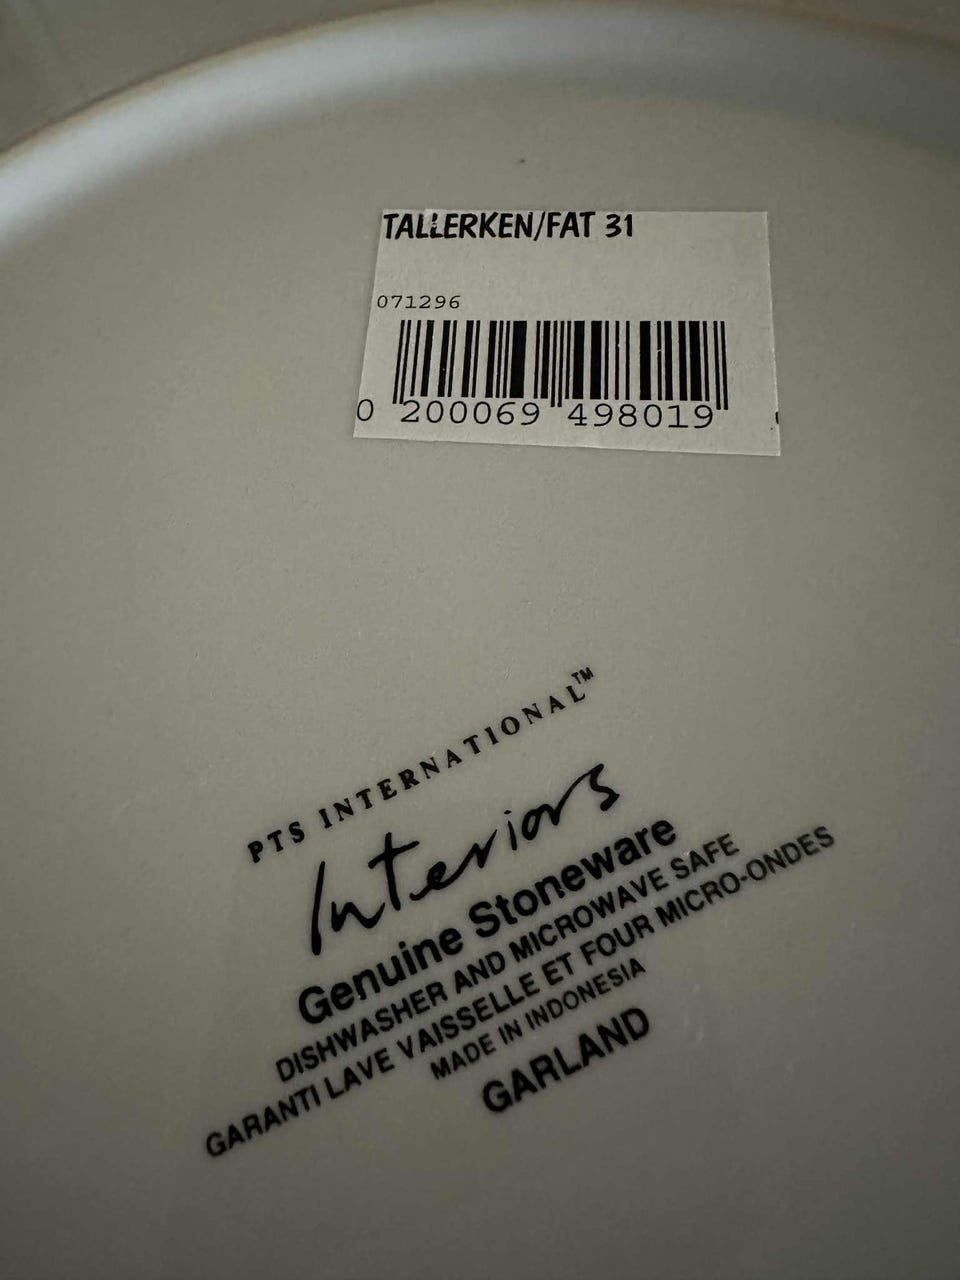 TALLERKEN/FAT 31
071296
0 200069 498019
PTS INTERNATIONAL™
Interiors
Genuine Stoneware
DISHWASHER AND MICROWAVE SAFE
GARANTI LAVE VAISSELLE ET FOUR MICRO-ONDES
MADE IN INDONESIA
GARLAND